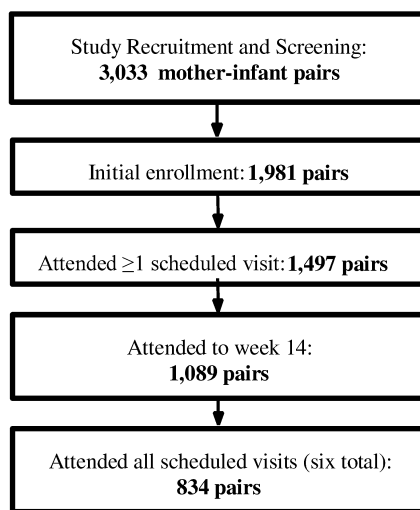 Study Recruitment and Screening:
3,033 mother-infant pairs
Initial enrollment: 1,981 pairs
Attended ≥1 scheduled visit: 1,497 pairs
Attended to week 14:
1,089 pairs
Attended all scheduled visits (six total):
834 pairs